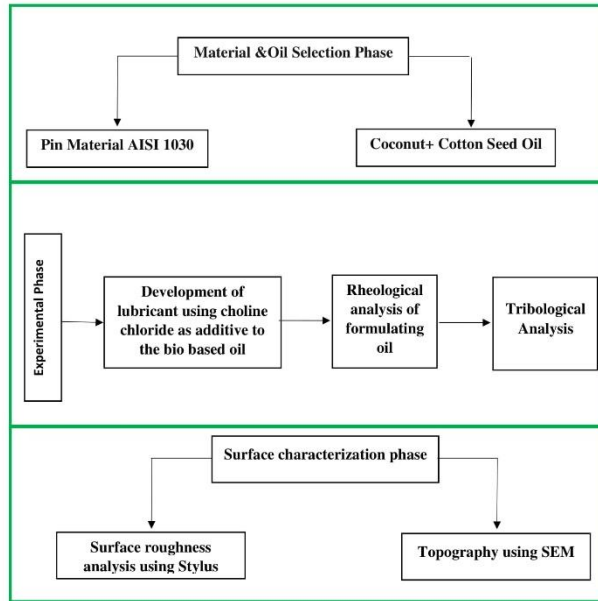 Material &Oil Selection Phase
Pin Material AISI 1030
Coconut+ Cotton Seed Oil
Experimental Phase
Development of
lubricant using choline
chloride as additive to
the bio based oil
Rheological
analysis of
formulating
oil
Tribological
Analysis
Surface characterization phase
Surface roughness
analysis using Stylus
Topography using SEM